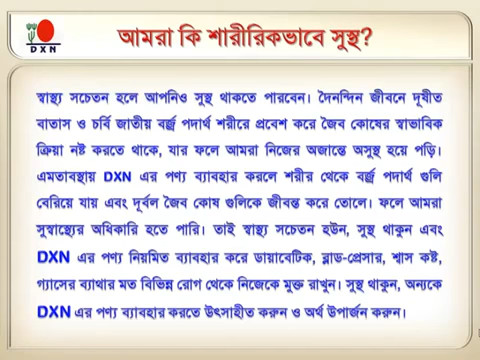 DXN
আমরা কি শারীরিকভাবে সুস্থ?
স্বাস্থ্য সচেতন হলে আপনিও সুস্থ থাকতে পারবেন। দৈনন্দিন জীবনে দূষীত
বাতাস ও চর্বি জাতীয় বর্জ্র পদার্থ শরীরে প্রবেশ করে জৈব কোষের স্বাভাবিক
ক্রিয়া নষ্ট করতে থাকে, যার ফলে আমরা নিজের অজান্তে অসুস্থ হয়ে পড়ি।
এমতাবস্থায় DXN এর পণ্য ব্যাবহার করলে শরীর থেকে বর্জ্র পদার্থ গুলি
বেরিয়ে যায় এবং দূর্বল জৈব কোষ গুলিকে জীবন্ত করে তোলে। ফলে আমরা
সুস্বাস্থ্যের অধিকারি হতে পারি। তাই স্বাস্থ্য সচেতন হউন, সুস্থ থাকুন এবং
DXN এর পণ্য নিয়মিত ব্যাবহার করে ডায়াবেটিক, ব্লাড-প্রেসার, শ্বাস কষ্ট,
গ্যাসের ব্যাথার মত বিভিন্ন রোগ থেকে নিজেকে মুক্ত রাখুন। সুস্থ থাকুন, অন্যকে
DXN এর পণ্য ব্যাবহার করতে উৎসাহীত করুন ও অর্থ উপার্জন করুন।